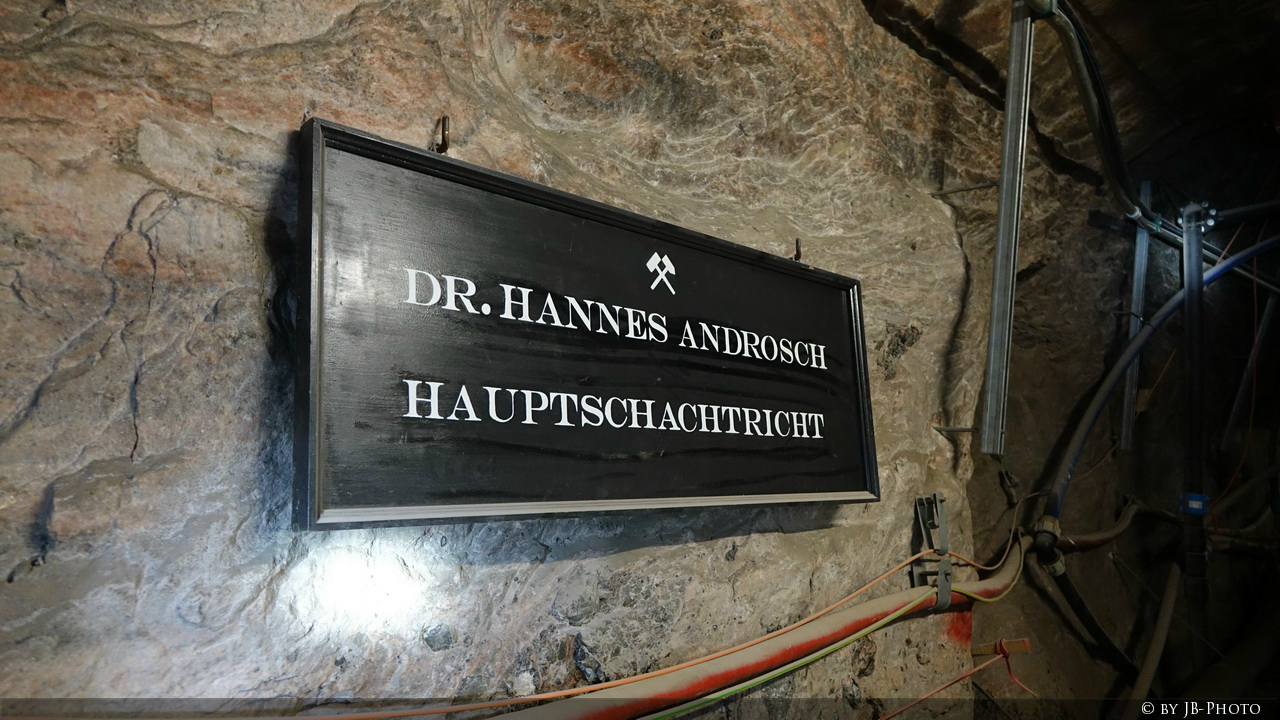 DR. HANNES ANDROSCH
HAUPTSCHACHTRICHT
© BY JB-PHOTO